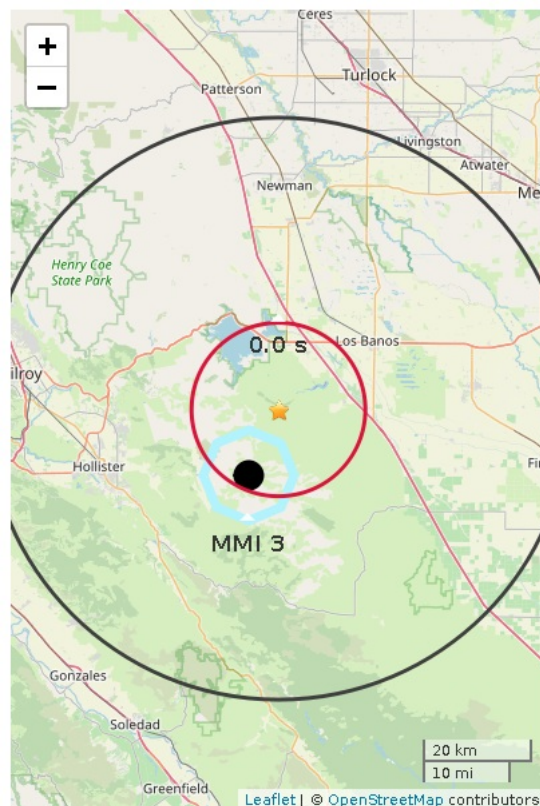 +
−
Ceres
Turlock
Patterson
Livingston
Atwater
Newman
Me
Henry Coe
State Park
0.0 s
Los Banos
ilroy
Hollister
Fi
MMI 3
Gonzales
Soledad
Greenfield
20 km
10 mi
Leaflet | © OpenStreetMap contributors